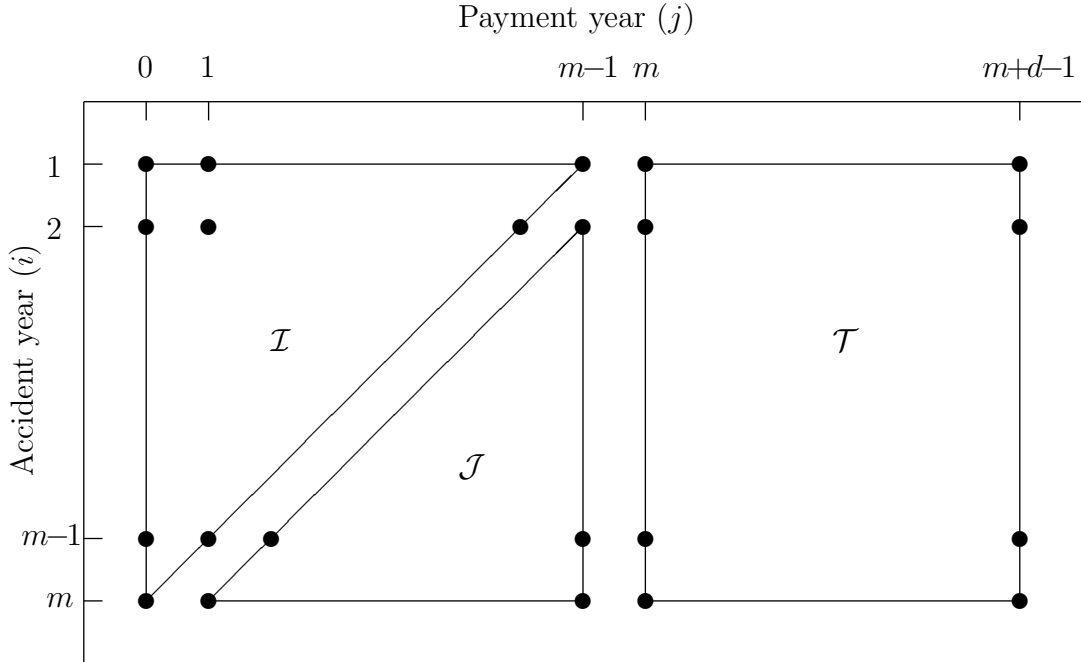 Payment year (j)
0 1 m−1 m m+d−1
1
2
Accident year (i)
I
T
J
m−1
m